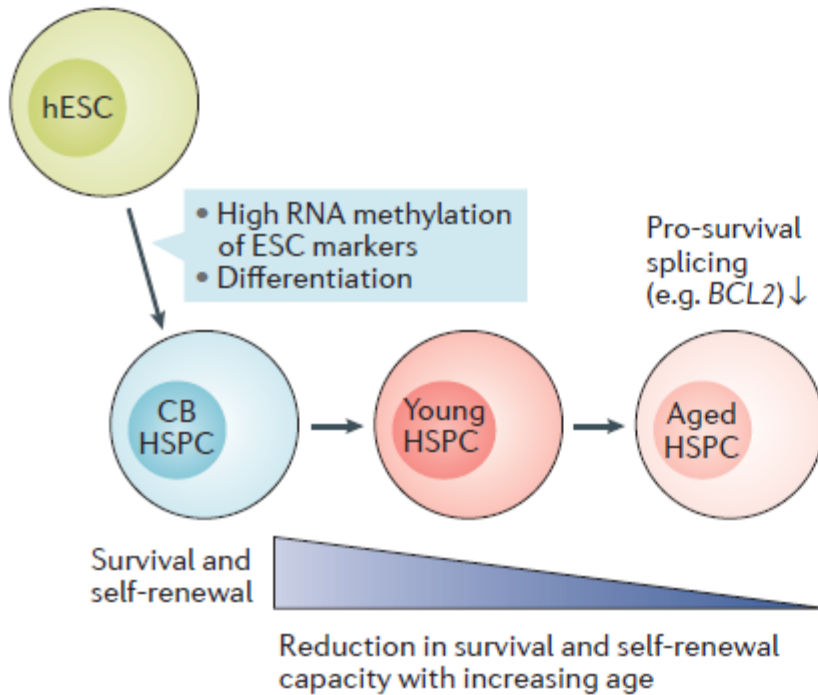 hESC
• High RNA methylation
of ESC markers
• Differentiation
Pro-survival
splicing
(e.g. BCL2)↓
CB
HSPC
Young
HSPC
Aged
HSPC
Survival and
self-renewal
Reduction in survival and self-renewal
capacity with increasing age